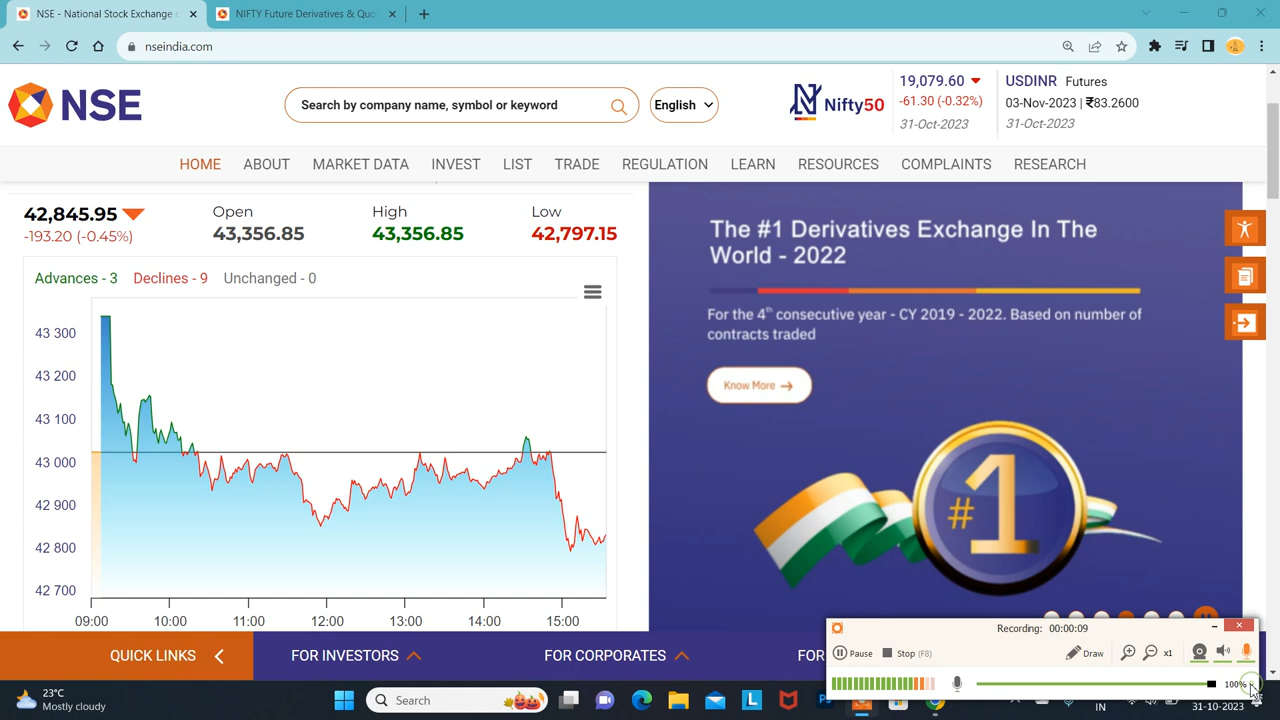 NSE - National Stock Exchange o
NIFTY Future Derivatives & Quo
nseindia.com
NSE
Search by company name, symbol or keyword
English
Nifty50
19,079.60
-61.30 (-0.32%)
31-Oct-2023
USDINR Futures
03-Nov-2023 | ₹83.2600
31-Oct-2023
HOME ABOUT MARKET DATA INVEST LIST TRADE REGULATION LEARN RESOURCES COMPLAINTS RESEARCH
42,845.95
-193.20 (-0.45%)
Open
43,356.85
High
43,356.85
Low
42,797.15
Advances - 3 Declines - 9 Unchanged - 0
43 300
43 200
43 100
43 000
42 900
42 800
42 700
09:00 10:00 11:00 12:00 13:00 14:00 15:00
The #1 Derivatives Exchange In The
World - 2022
For the 4th consecutive year - CY 2019 - 2022. Based on number of
contracts traded
Know More
#1
QUICK LINKS
FOR INVESTORS
FOR CORPORATES
FO
Recording: 00:00:09
Pause Stop (F8) Draw x1
100%
23°C
Mostly cloudy
Search
IN
31-10-2023